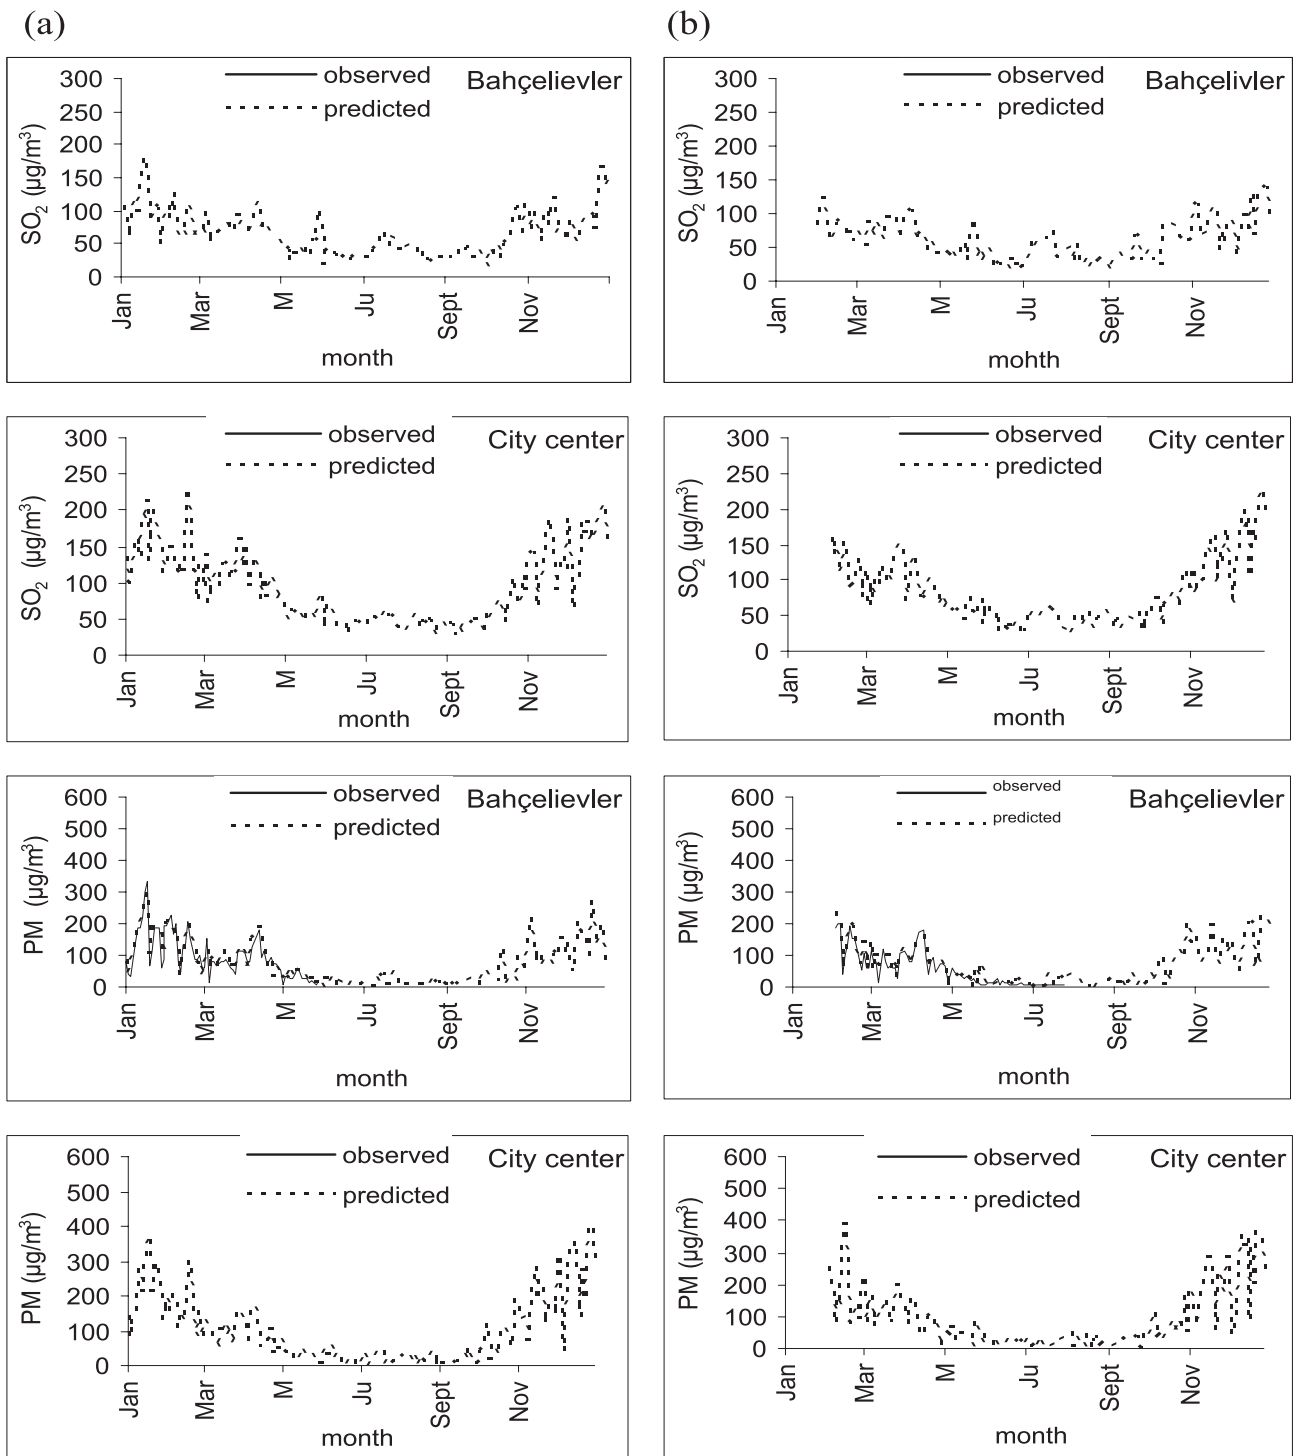 (a)
(b)
observed
Bahçelievler
predicted
300
250
200
150
100
50
0
SO2 (µg/m³)
Jan
Mar
M
Ju
Sept
Nov
month
observed
Bahçelivler
predicted
300
250
200
150
100
50
0
SO2 (µg/m³)
Jan
Mar
M
Ju
Sept
Nov
mohth
observed
City center
predicted
300
250
200
150
100
50
0
SO2 (µg/m³)
Jan
Mar
M
Ju
Sept
Nov
month
observed
City center
predicted
300
250
200
150
100
50
0
SO2 (µg/m³)
Jan
Mar
M
Ju
Sept
Nov
month
observed
Bahçelievler
predicted
600
500
400
300
200
100
0
PM (µg/m³)
Jan
Mar
M
Ju
Sept
Nov
month
observed
Bahçelievler
predicted
600
500
400
300
200
100
0
PM (µg/m³)
Jan
Mar
M
Ju
Sept
Nov
month
observed
City center
predicted
600
500
400
300
200
100
0
PM (µg/m³)
Jan
Mar
M
Ju
Sept
Nov
month
observed
City center
predicted
600
500
400
300
200
100
0
PM (µg/m³)
Jan
Mar
M
Ju
Sept
Nov
month